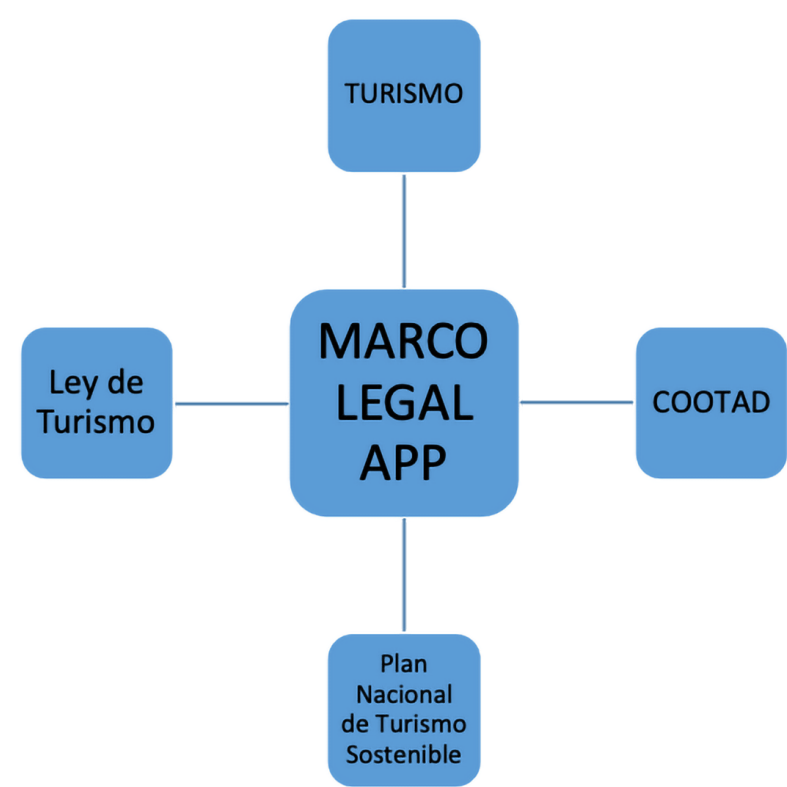 TURISMO
Ley de
Turismo
MARCO
LEGAL
APP
COOTAD
Plan
Nacional
de Turismo
Sostenible